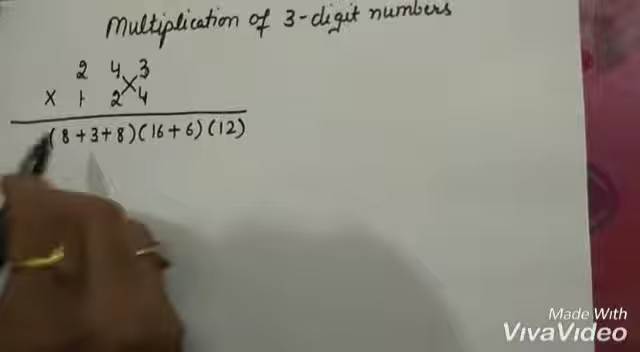 Multiplication of 3-digit numbers
2 4 3
x 1 2 4
(8+3+8)(16+6)(12)
Made With
VivaVideo